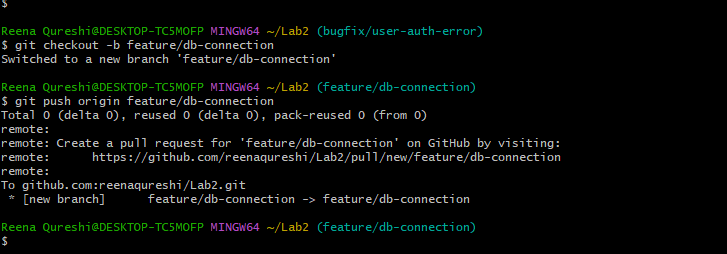 $
Reena Qureshi@DESKTOP-TC5MOFP MINGW64 ~/Lab2 (bugfix/user-auth-error)
$ git checkout -b feature/db-connection
Switched to a new branch 'feature/db-connection'
Reena Qureshi@DESKTOP-TC5MOFP MINGW64 ~/Lab2 (feature/db-connection)
$ git push origin feature/db-connection
Total 0 (delta 0), reused 0 (delta 0), pack-reused 0 (from 0)
remote:
remote: Create a pull request for 'feature/db-connection' on GitHub by visiting:
remote:      https://github.com/reenaqureshi/Lab2/pull/new/feature/db-connection
remote:
To github.com:reenaqureshi/Lab2.git
 * [new branch]      feature/db-connection -> feature/db-connection
Reena Qureshi@DESKTOP-TC5MOFP MINGW64 ~/Lab2 (feature/db-connection)
$